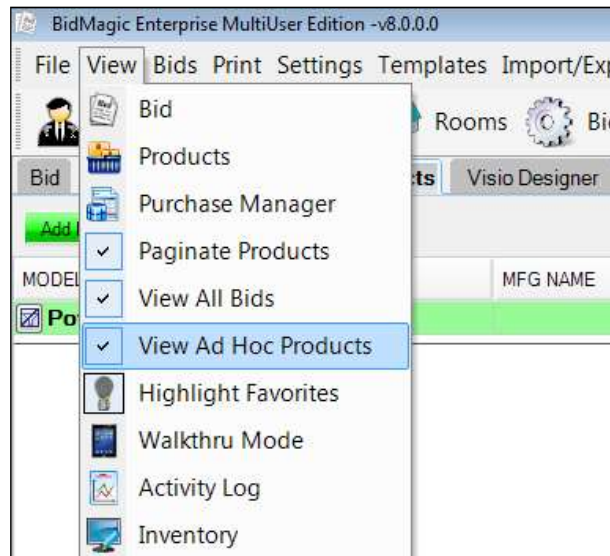 BidMagic Enterprise MultiUser Edition -v8.0.0.0
File View Bids Print Settings Templates Import/Exp
Rooms Bi
Bid ts Visio Designer
Add
MODEL MFG NAME
Po
Bid
Products
Purchase Manager
Paginate Products
View All Bids
View Ad Hoc Products
Highlight Favorites
Walkthru Mode
Activity Log
Inventory